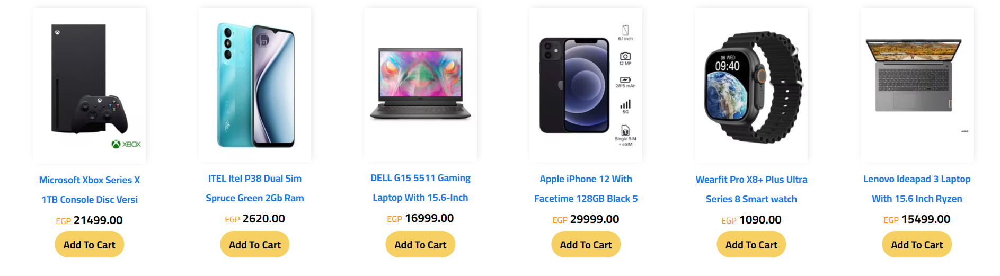 XBOX
Microsoft Xbox Series X
1TB Console Disc Versi
EGP 21499.00
Add To Cart
ITEL Itel P38 Dual Sim
Spruce Green 2Gb Ram
EGP 2620.00
Add To Cart
DELL G15 5511 Gaming
Laptop With 15.6-Inch
EGP 16999.00
Add To Cart
6.1 inch
12 MP
2815 mAh
5G
Single SIM
+ eSIM
Apple iPhone 12 With
Facetime 128GB Black 5
EGP 29999.00
Add To Cart
06 WED
09:40
Wearfit Pro X8+ Plus Ultra
Series 8 Smart watch
EGP 1090.00
Add To Cart
AMD
Lenovo Ideapad 3 Laptop
With 15.6 Inch Ryzen
EGP 15499.00
Add To Cart